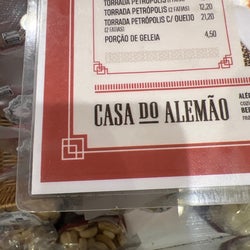 TORRADA PETRÓPOLIS
(2 FATIAS) 12,20
TORRADA PETRÓPOLIS C/ QUEIJO 21,20
(2 FATIAS)
PORÇÃO DE GELEIA 4,50
CASA DO ALEMÃO